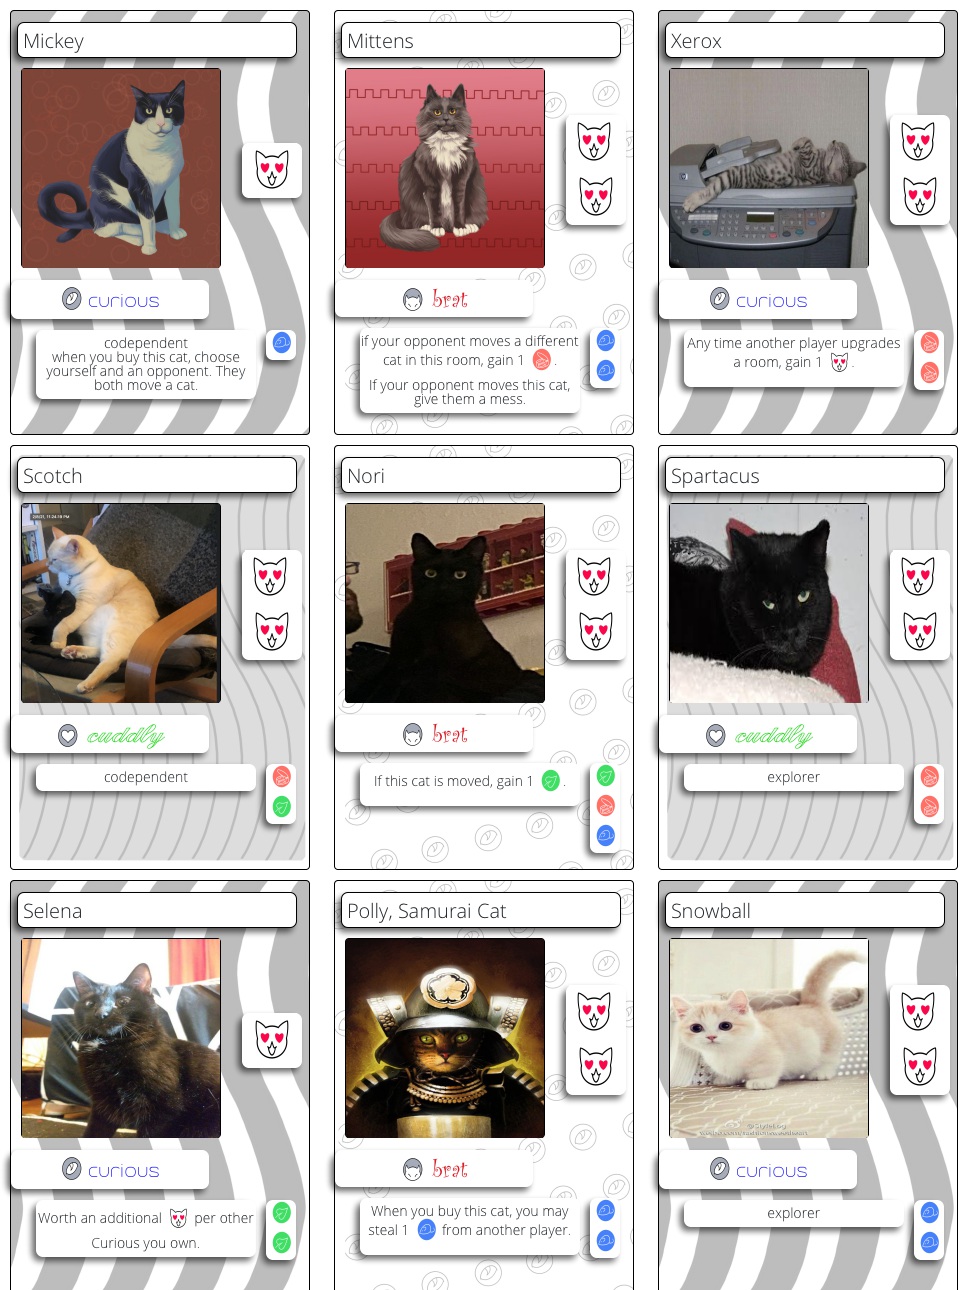 Mickey
curious
codependent
when you buy this cat, choose
yourself and an opponent. They
both move a cat.
Mittens
brat
if your opponent moves a different
cat in this room, gain 1 .
If your opponent moves this cat,
give them a mess.
Xerox
curious
Any time another player upgrades
a room, gain 1 .
Scotch
cuddly
codependent
Nori
brat
If this cat is moved, gain 1 .
Spartacus
cuddly
explorer
Selena
curious
Worth an additional per other
Curious you own.
Polly, Samurai Cat
brat
When you buy this cat, you may
steal 1 from another player.
Snowball
curious
explorer